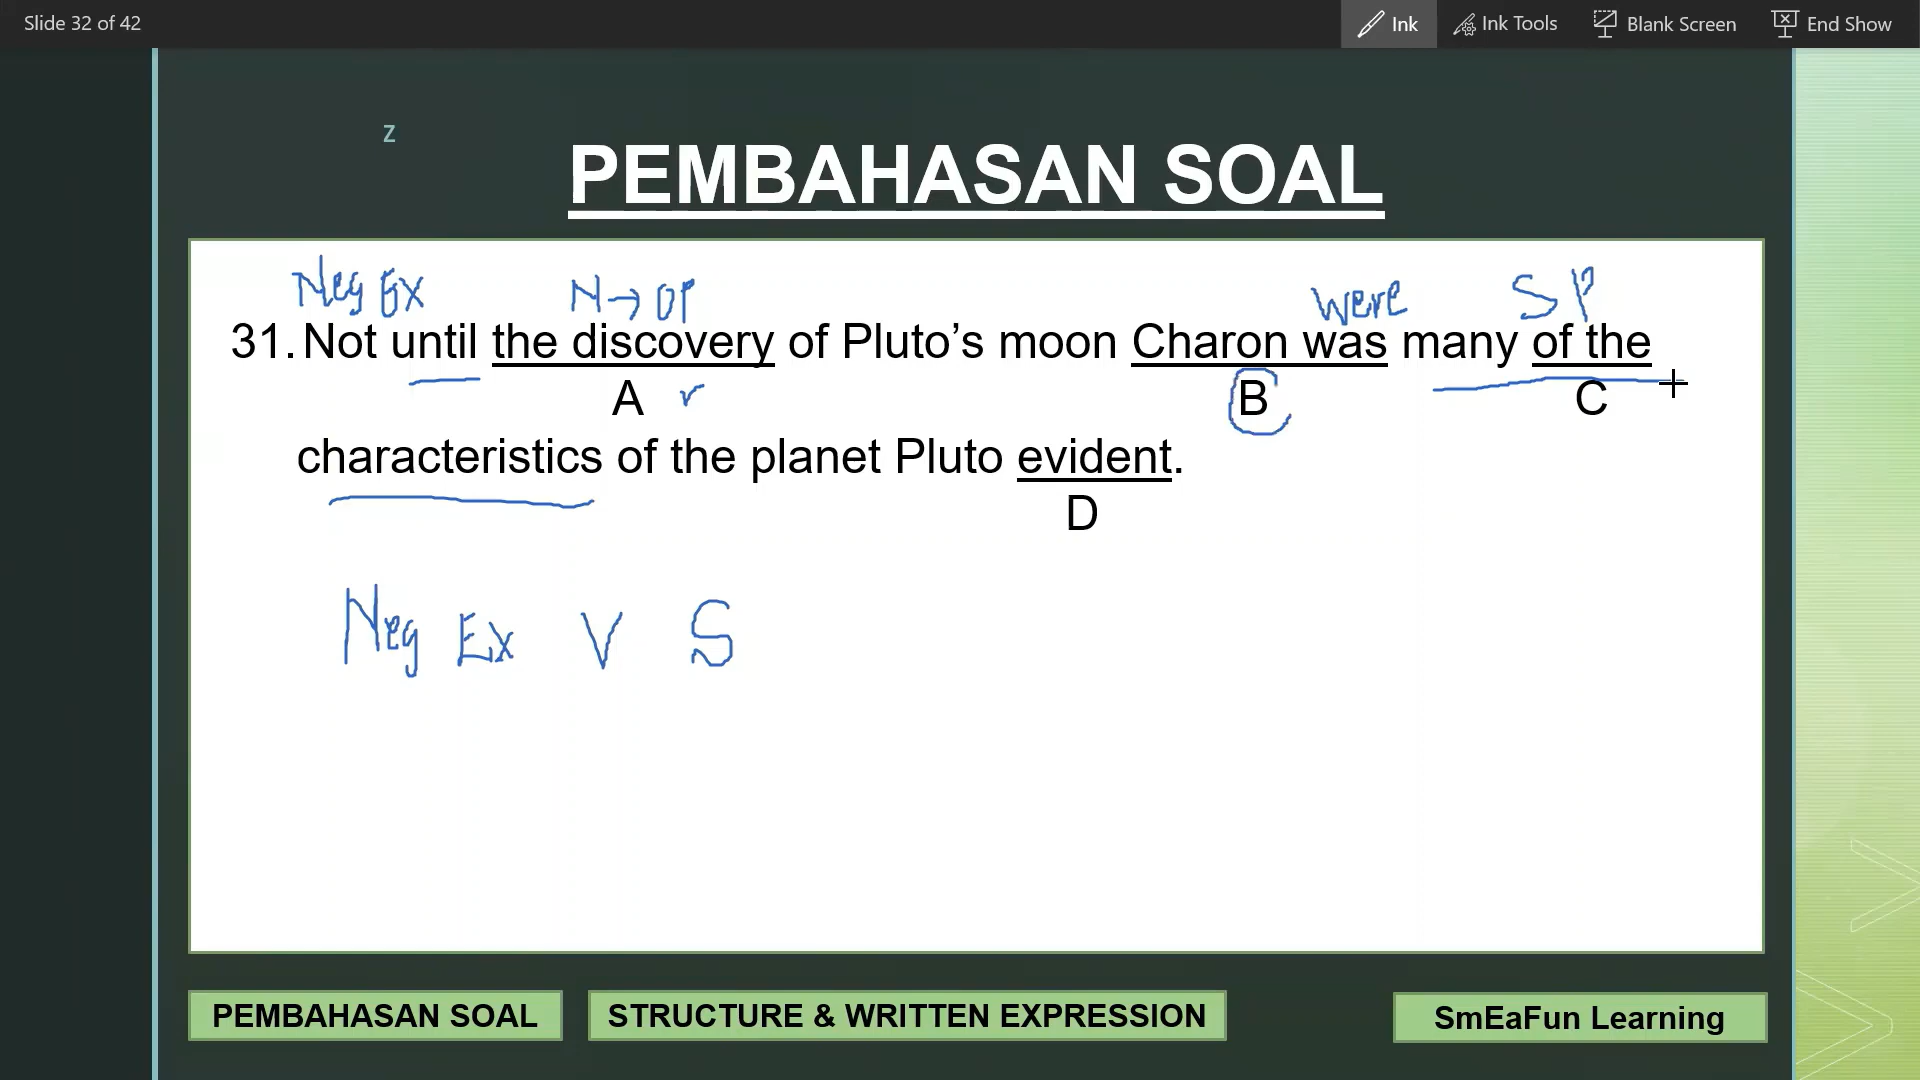 Slide 32 of 42
Ink
Ink Tools
Blank Screen
End Show
z
PEMBAHASAN SOAL
Neg Ex N → OP were S P
31. Not until the discovery of Pluto’s moon Charon was many of the
A B C
characteristics of the planet Pluto evident.
D
Neg Ex V S
PEMBAHASAN SOAL
STRUCTURE & WRITTEN EXPRESSION
SmEaFun Learning